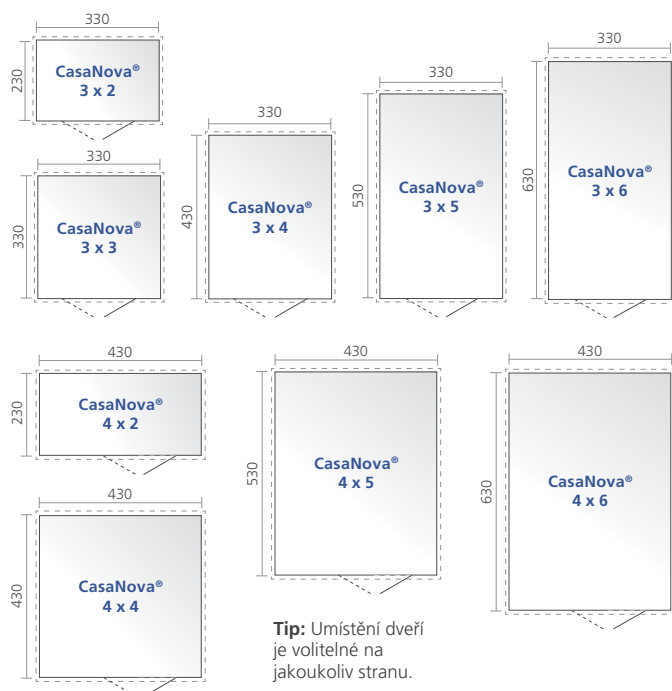 330
230
CasaNova®
3 x 2
330
330
CasaNova®
3 x 3
330
430
CasaNova®
3 x 4
330
530
CasaNova®
3 x 5
330
630
CasaNova®
3 x 6
430
230
CasaNova®
4 x 2
430
430
CasaNova®
4 x 4
430
530
CasaNova®
4 x 5
430
630
CasaNova®
4 x 6
Tip: Umístění dveří
je volitelné na
jakoukoliv stranu.